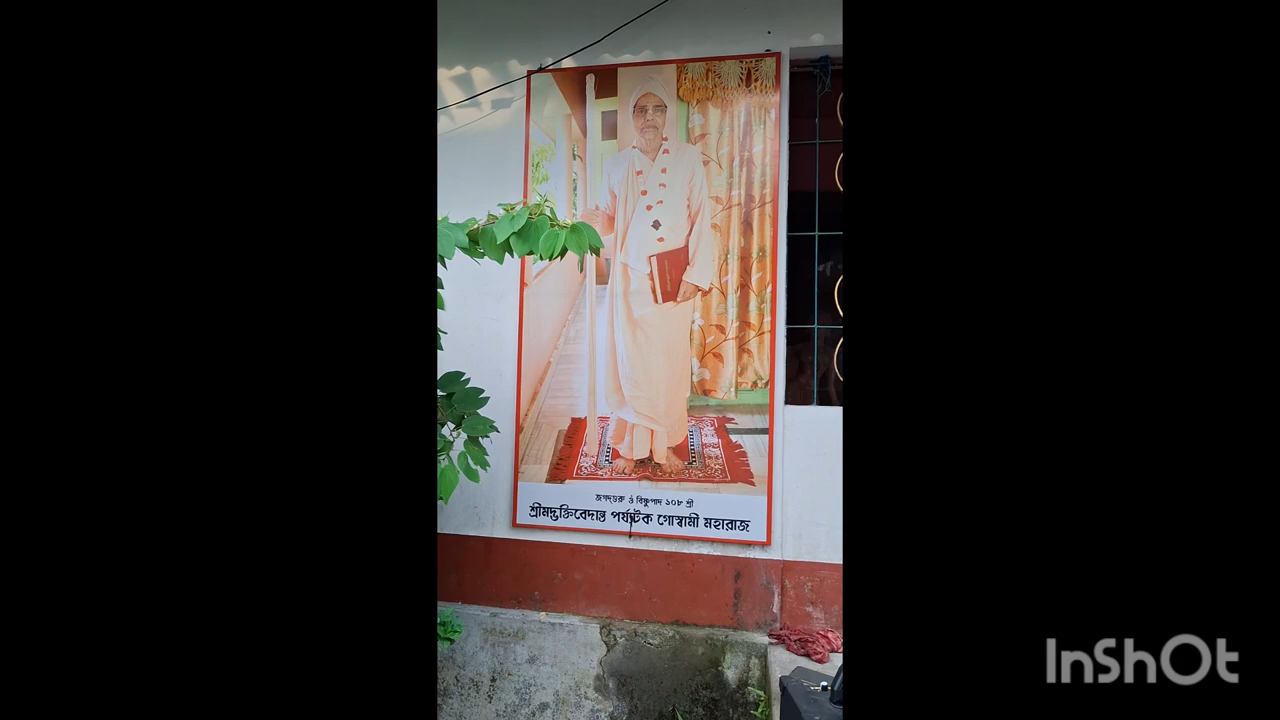 জগদ্গুরু ওঁ বিষ্ণুপাদ ১০৮ শ্রী
শ্রীমদ্ভক্তিবেদান্ত পর্য্যটক গোস্বামী মহারাজ
InShOt